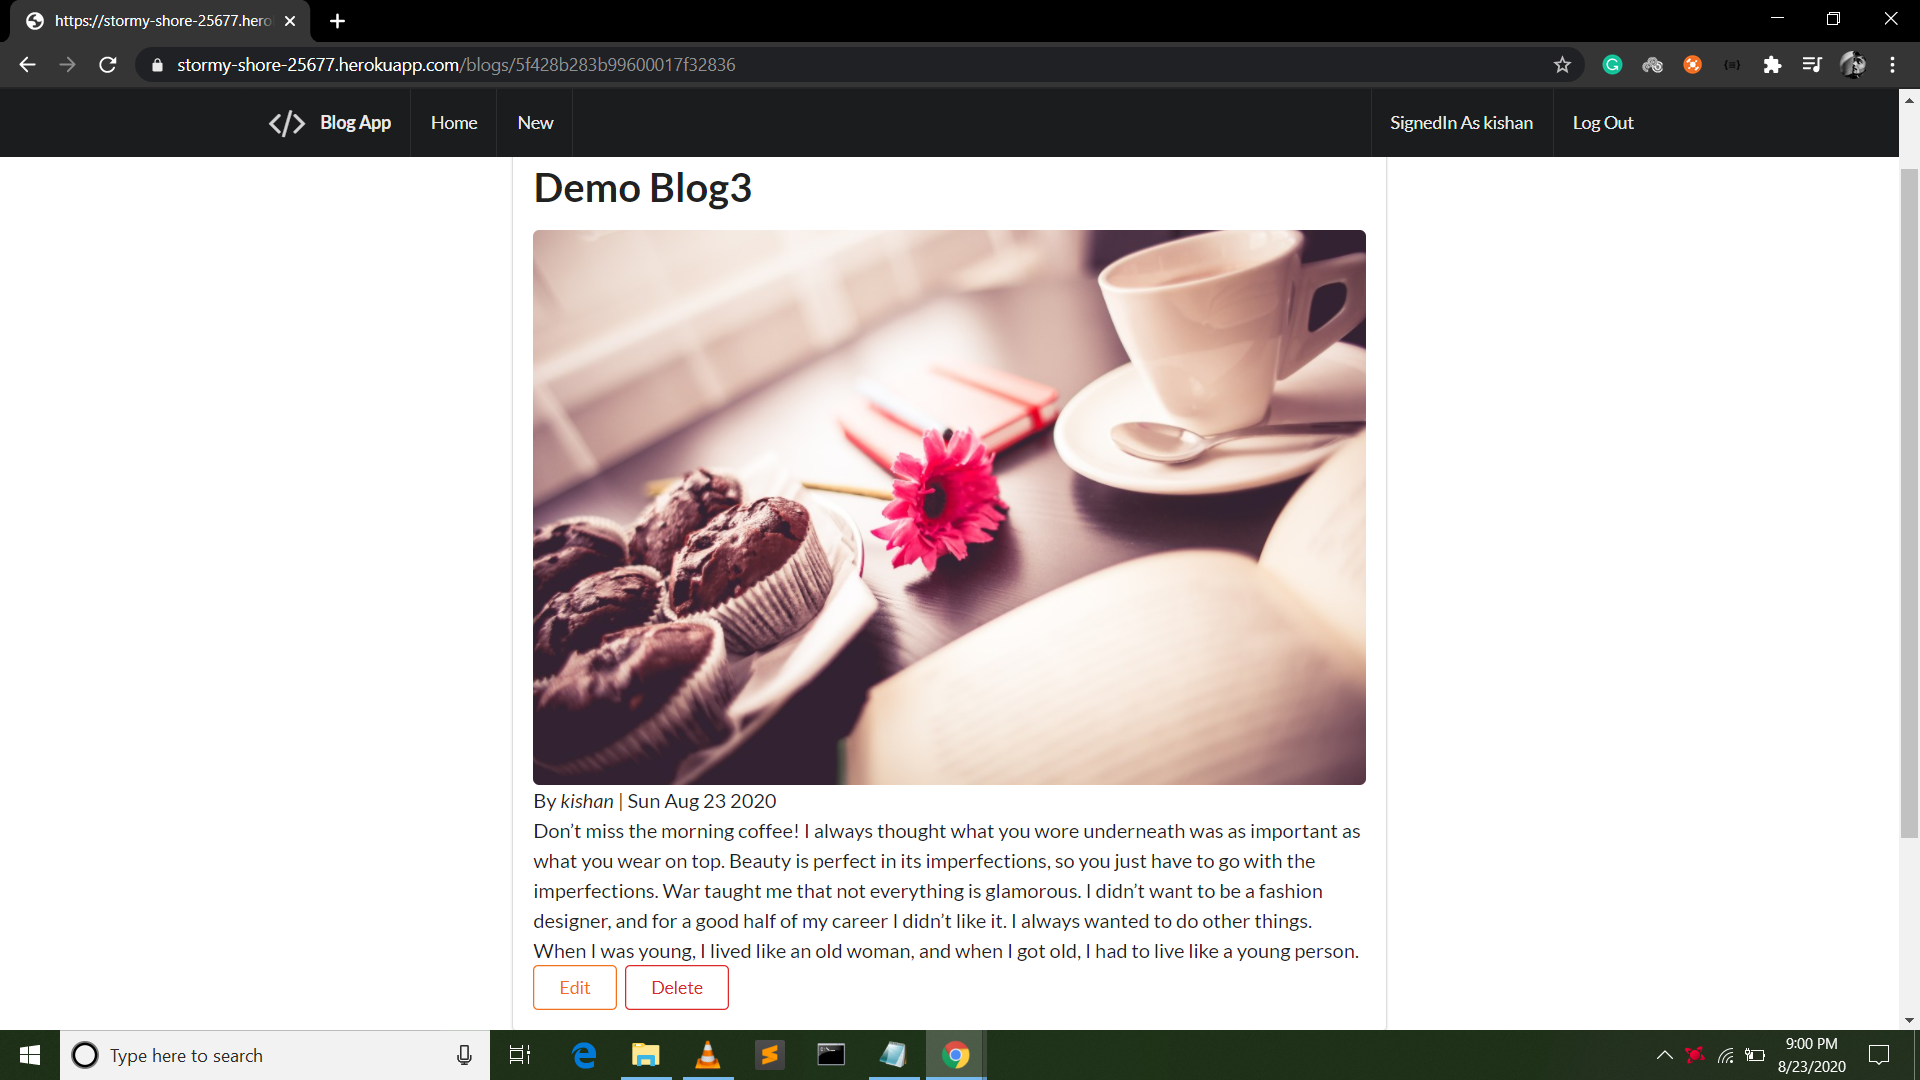 https://stormy-shore-25677.hero
stormy-shore-25677.herokuapp.com/blogs/5f428b283b99600017f32836
</> Blog App Home New SignedIn As kishan Log Out
Demo Blog3
By kishan | Sun Aug 23 2020
Don’t miss the morning coffee! I always thought what you wore underneath was as important as
what you wear on top. Beauty is perfect in its imperfections, so you just have to go with the
imperfections. War taught me that not everything is glamorous. I didn’t want to be a fashion
designer, and for a good half of my career I didn’t like it. I always wanted to do other things.
When I was young, I lived like an old woman, and when I got old, I had to live like a young person.
Edit Delete
Type here to search
9:00 PM
8/23/2020